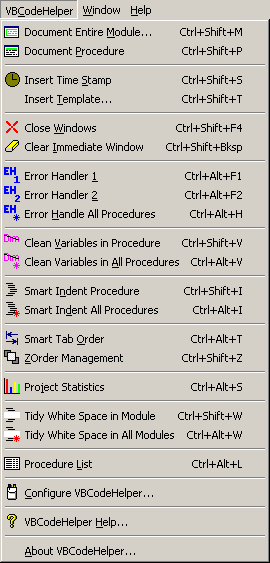 VBCodeHelper Window Help
Document Entire Module... Ctrl+Shift+M
Document Procedure Ctrl+Shift+P
Insert Time Stamp Ctrl+Shift+S
Insert Template... Ctrl+Shift+T
Close Windows Ctrl+Shift+F4
Clear Immediate Window Ctrl+Shift+Bksp
EH1 Error Handler 1 Ctrl+Alt+F1
EH2 Error Handler 2 Ctrl+Alt+F2
EH* Error Handle All Procedures Ctrl+Alt+H
Dim Clean Variables in Procedure Ctrl+Shift+V
Dim Clean Variables in All Procedures Ctrl+Alt+V
Smart Indent Procedure Ctrl+Shift+I
Smart Indent All Procedures Ctrl+Alt+I
Smart Tab Order Ctrl+Alt+T
ZOrder Management Ctrl+Shift+Z
Project Statistics Ctrl+Alt+S
Tidy White Space in Module Ctrl+Shift+W
Tidy White Space in All Modules Ctrl+Alt+W
Procedure List Ctrl+Alt+L
Configure VBCodeHelper...
VBCodeHelper Help...
About VBCodeHelper...